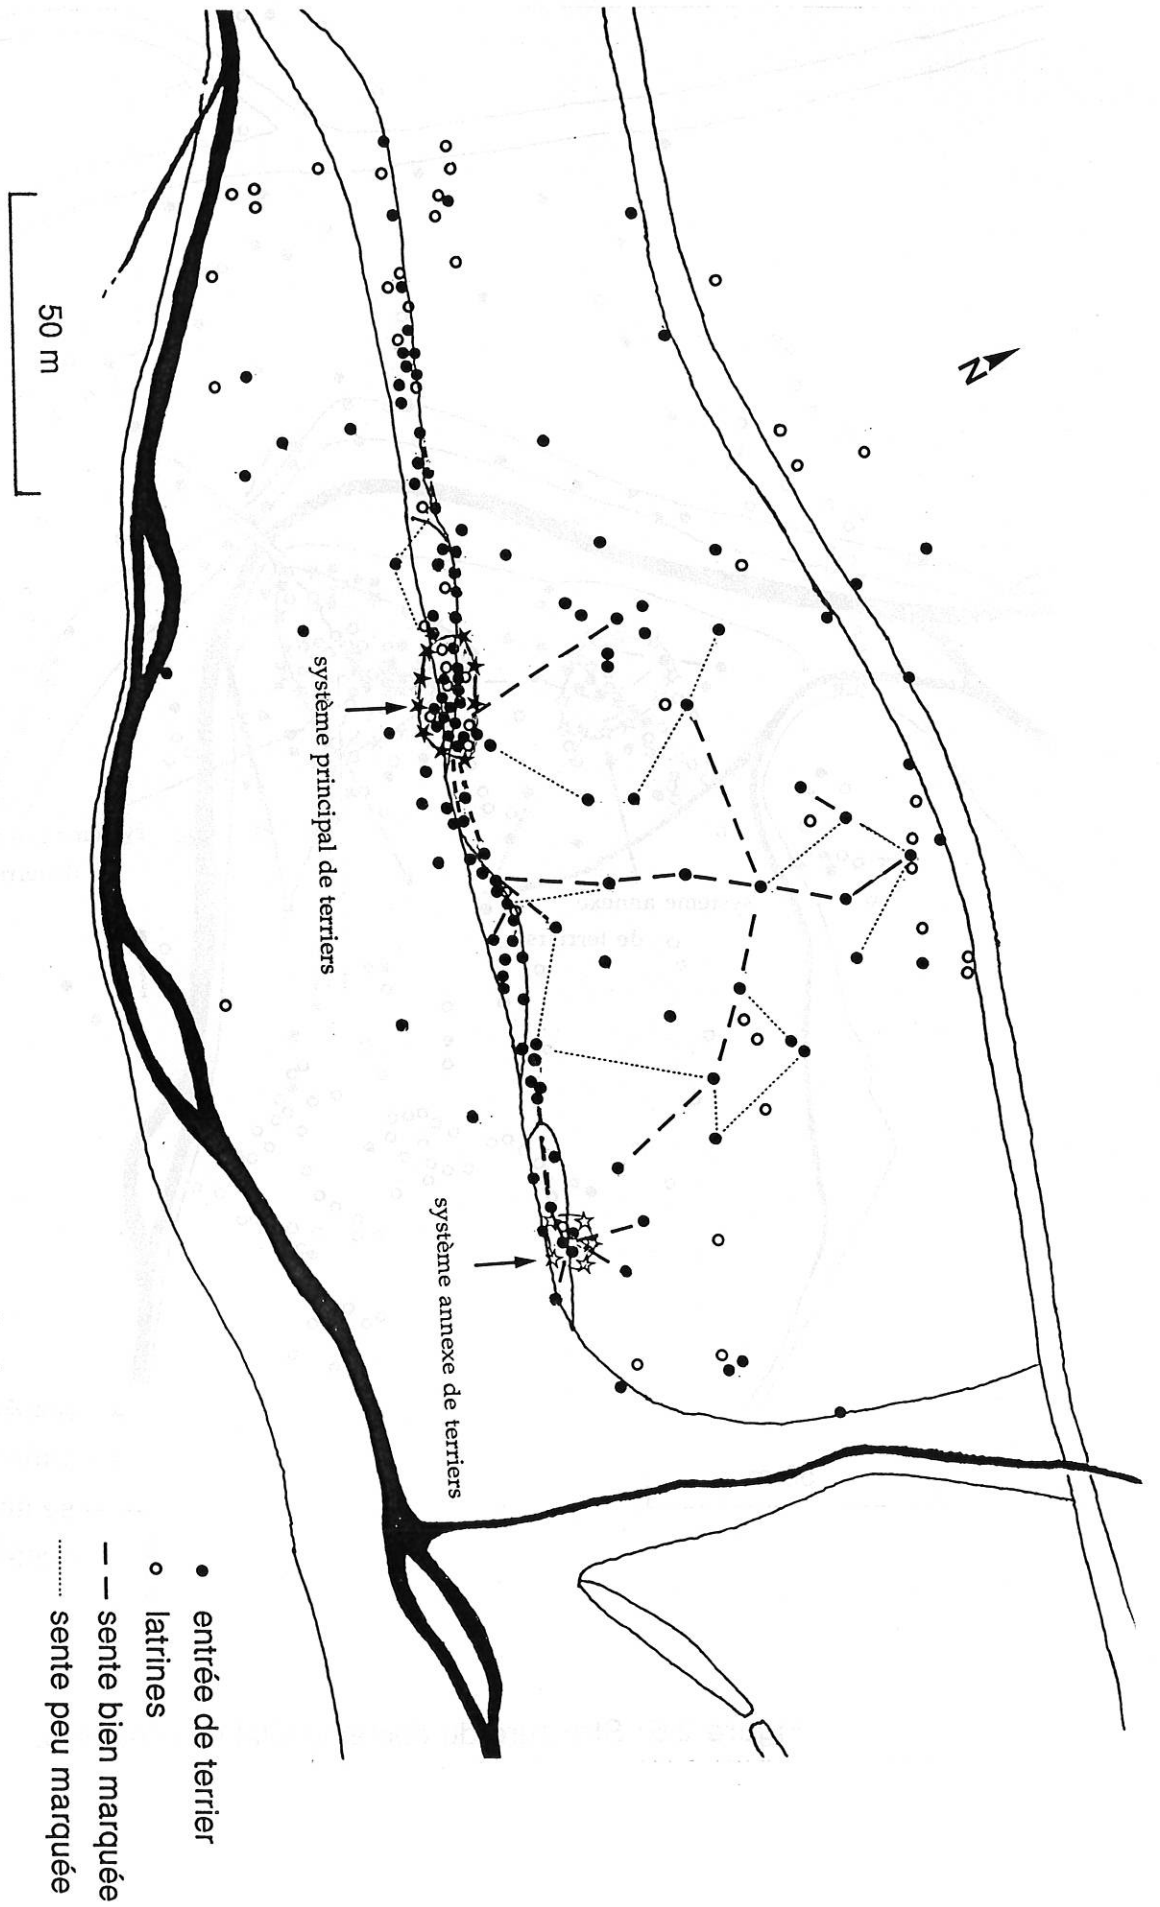 50 m
N
système principal de terriers
système annexe de terriers
entrée de terrier
latrines
sente bien marquée
sente peu marquée